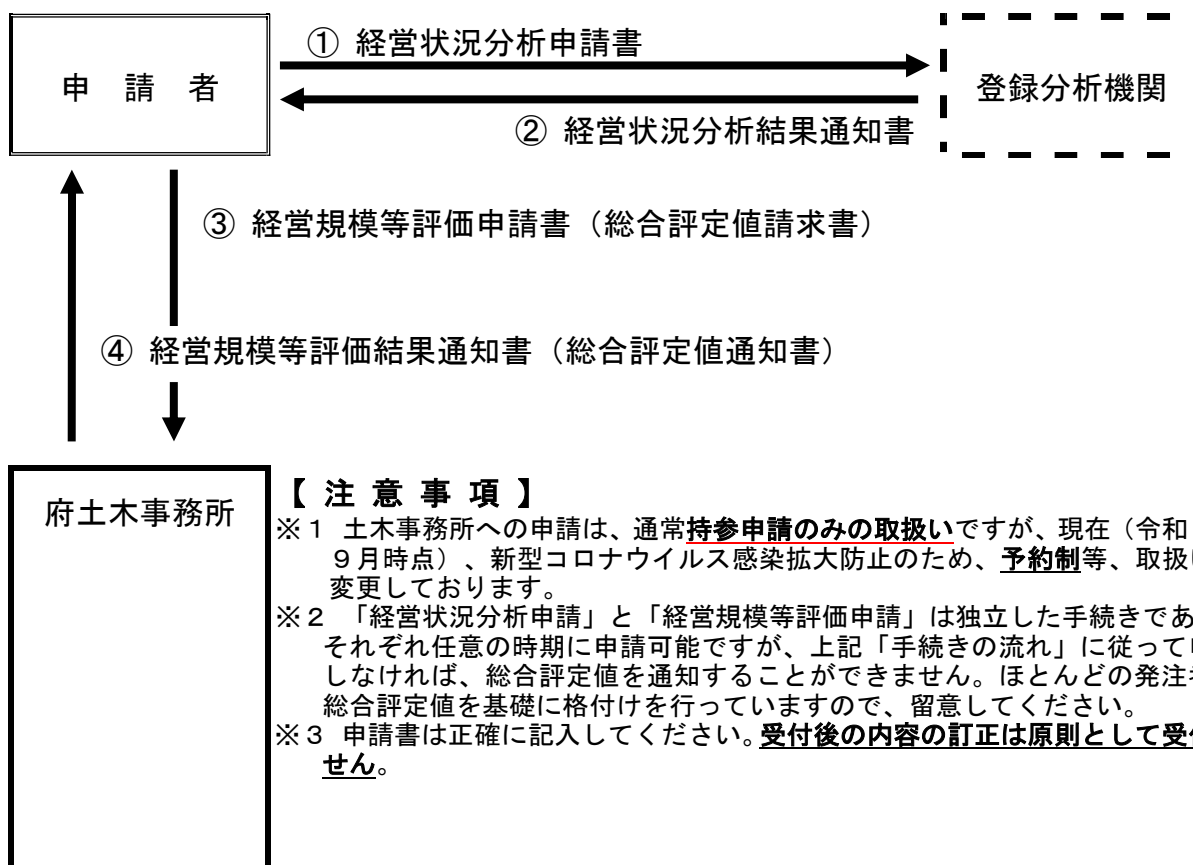 ① 経営状況分析申請書
申 請 者
登録分析機関
② 経営状況分析結果通知書
③ 経営規模等評価申請書(総合評定値請求書)
④ 経営規模等評価結果通知書(総合評定値通知書)
府土木事務所
【 注 意 事 項 】
※1 土木事務所への申請は、通常持参申請のみの取扱いですが、現在(令和
9月時点)、新型コロナウイルス感染拡大防止のため、予約制等、取扱い
変更しております。
※2 「経営状況分析申請」と「経営規模等評価申請」は独立した手続きであ
それぞれ任意の時期に申請可能ですが、上記「手続きの流れ」に従って
しなければ、総合評定値を通知することができません。ほとんどの発注
総合評定値を基礎に格付けを行っていますので、留意してください。
※3 申請書は正確に記入してください。受付後の内容の訂正は原則として受
せん。